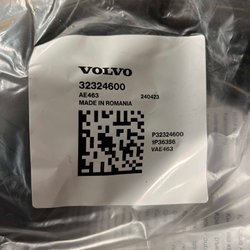 VOLVO
32324600
AE463 240423
MADE IN ROMANIA
P32324600
1P36356
VAE463